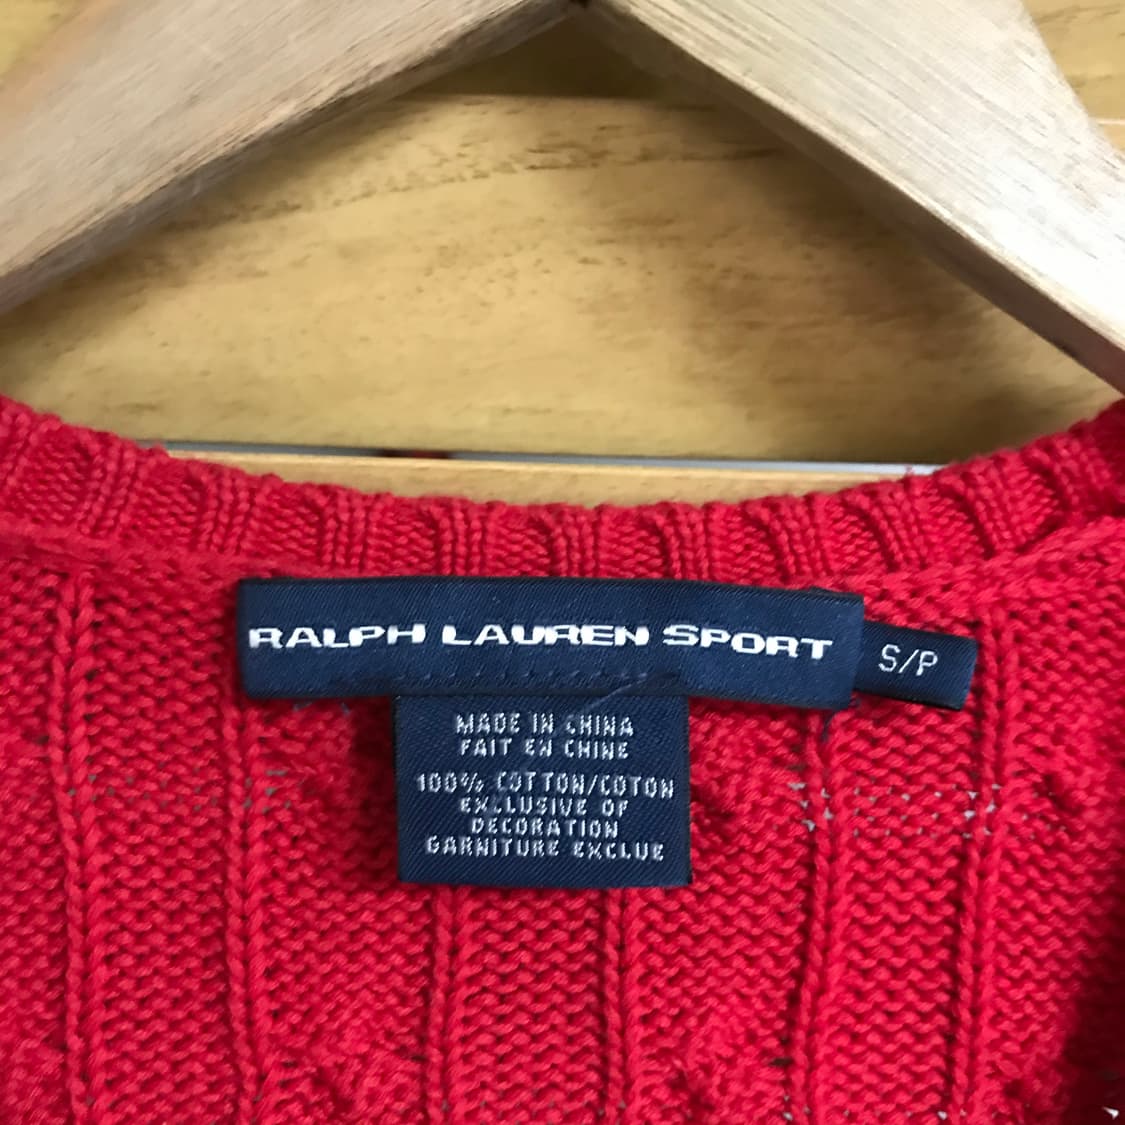 RALPH LAUREN SPORT
S/P
MADE IN CHINA
FAIT EN CHINE
100% COTTON/COTON
EXCLUSIVE OF
DECORATION
GARNITURE EXCLUE